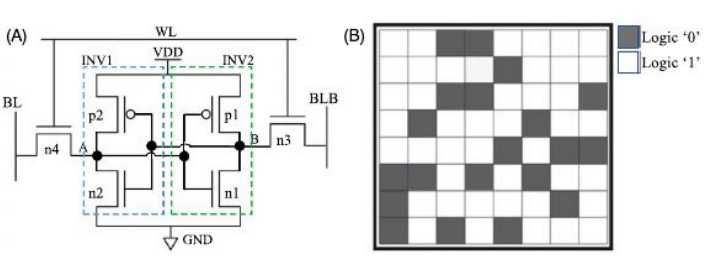 (A)
WL
INV1
VDD
INV2
BL
p2
p1
BLB
n4
A
B
n3
n2
n1
GND
(B)
Logic ‘0’
Logic ‘1’